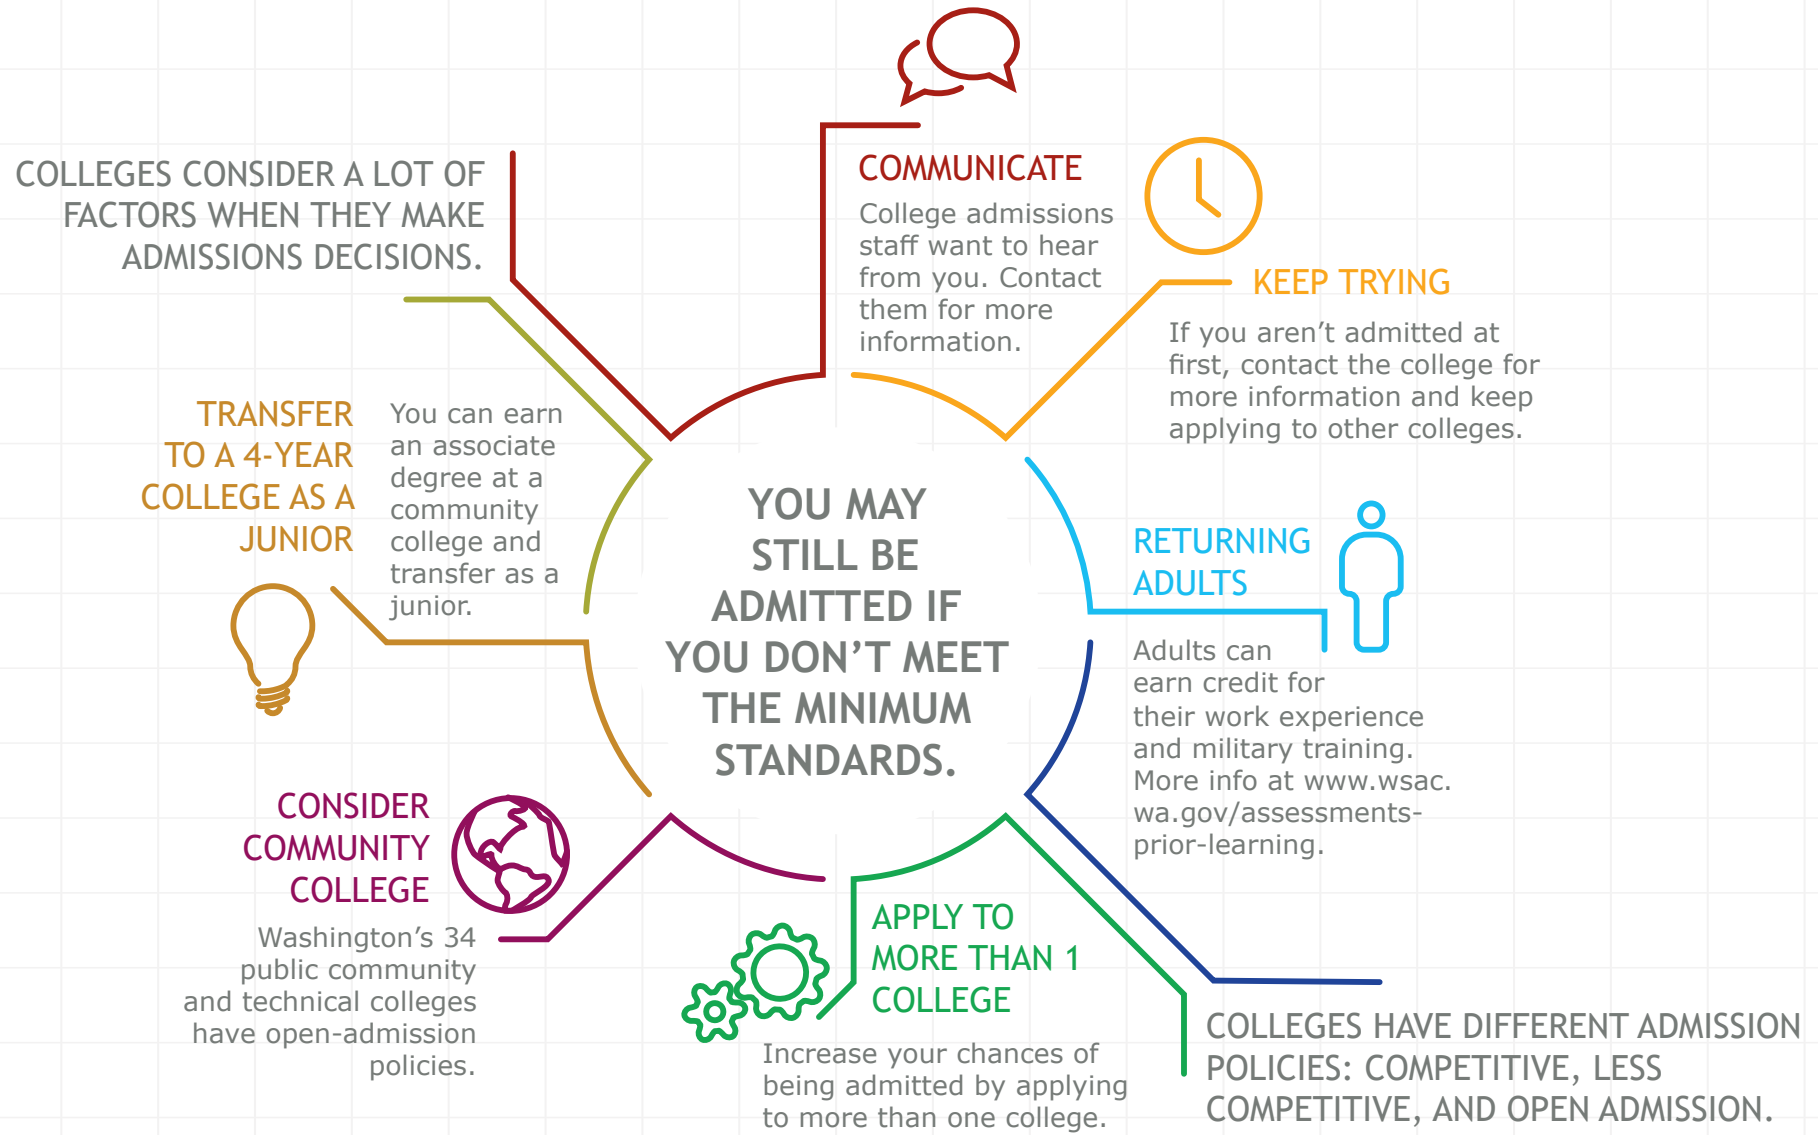 COLLEGES CONSIDER A LOT OF
FACTORS WHEN THEY MAKE
ADMISSIONS DECISIONS.
COMMUNICATE
College admissions
staff want to hear
from you. Contact
them for more
information.
KEEP TRYING
If you aren’t admitted at
first, contact the college for
more information and keep
applying to other colleges.
TRANSFER
TO A 4-YEAR
COLLEGE AS A
JUNIOR
You can earn
an associate
degree at a
community
college and
transfer as a
junior.
YOU MAY
STILL BE
ADMITTED IF
YOU DON’T MEET
THE MINIMUM
STANDARDS.
RETURNING
ADULTS
Adults can
earn credit for
their work experience
and military training.
More info at www.wsac.
wa.gov/assessments-
prior-learning.
CONSIDER
COMMUNITY
COLLEGE
Washington’s 34
public community
and technical colleges
have open-admission
policies.
APPLY TO
MORE THAN 1
COLLEGE
Increase your chances of
being admitted by applying
to more than one college.
COLLEGES HAVE DIFFERENT ADMISSION
POLICIES: COMPETITIVE, LESS
COMPETITIVE, AND OPEN ADMISSION.